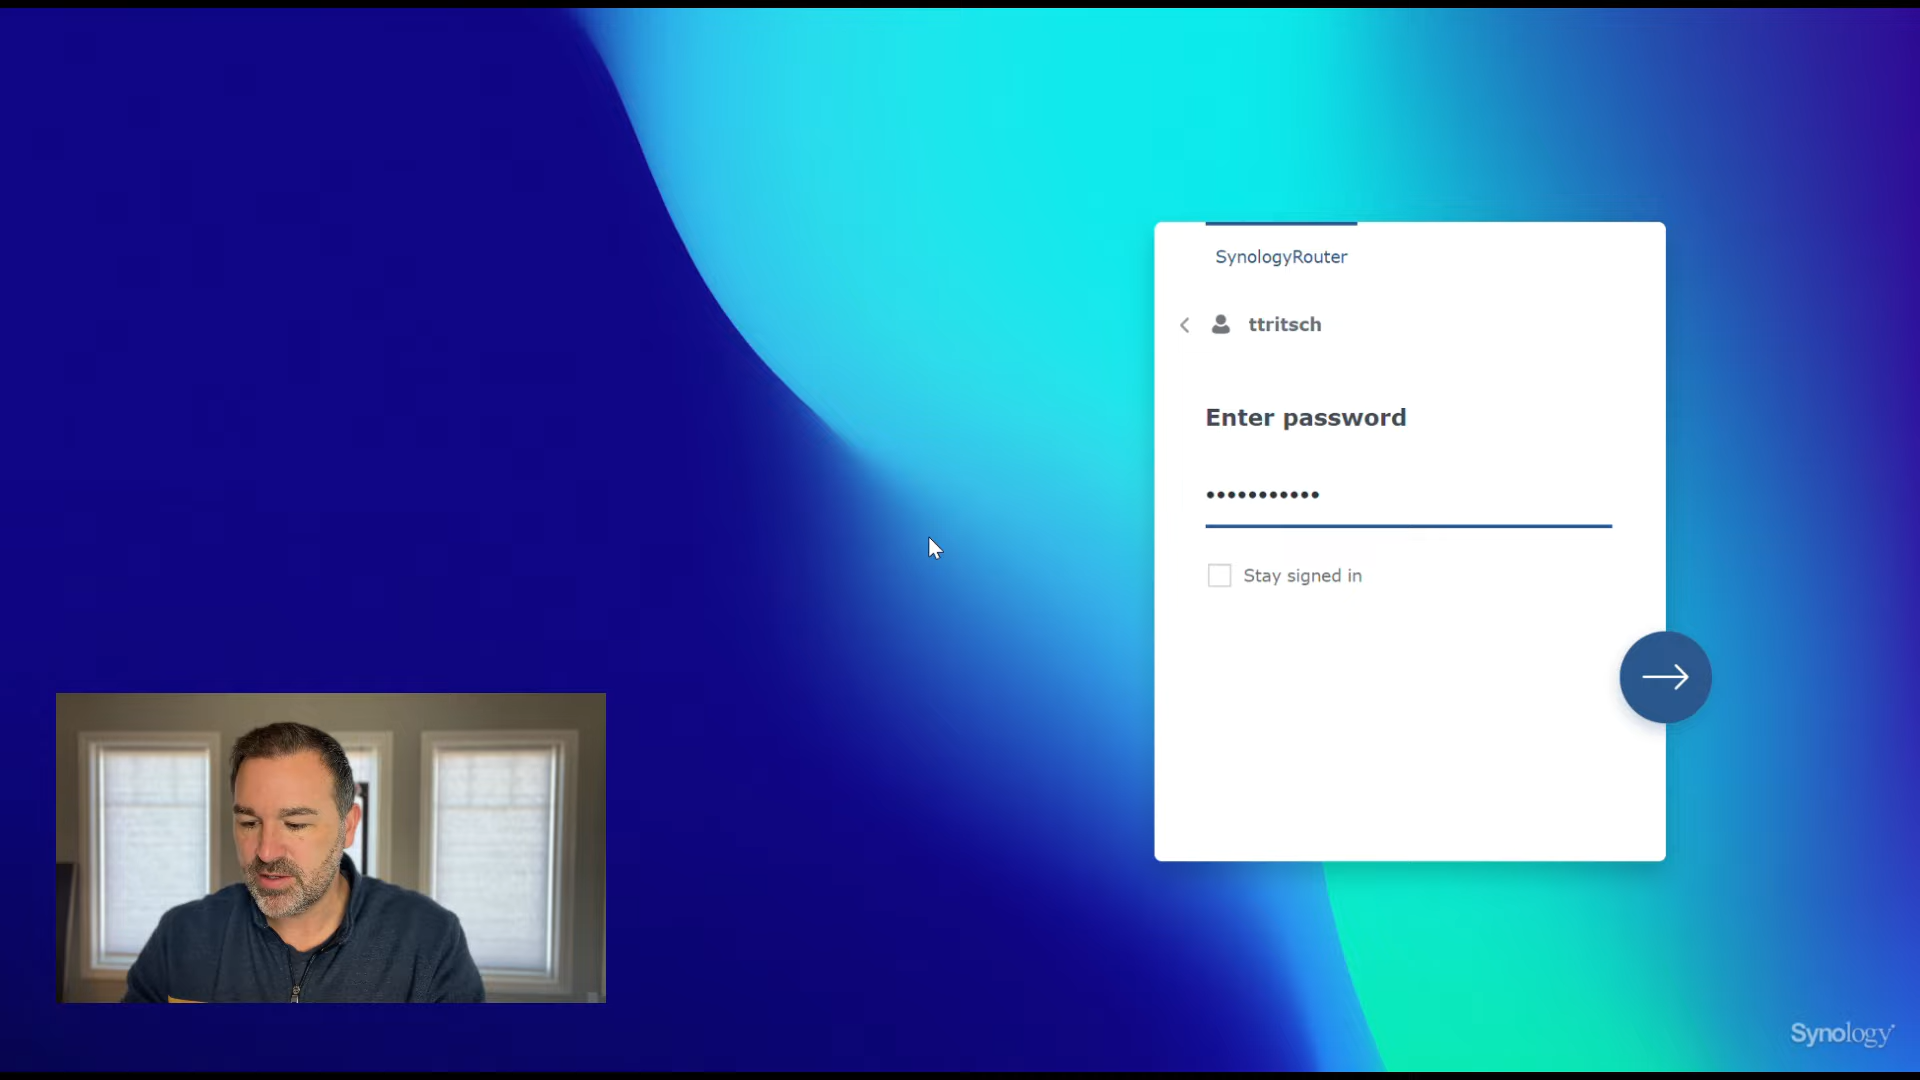 SynologyRouter
ttritsch
Enter password
Stay signed in
Synology